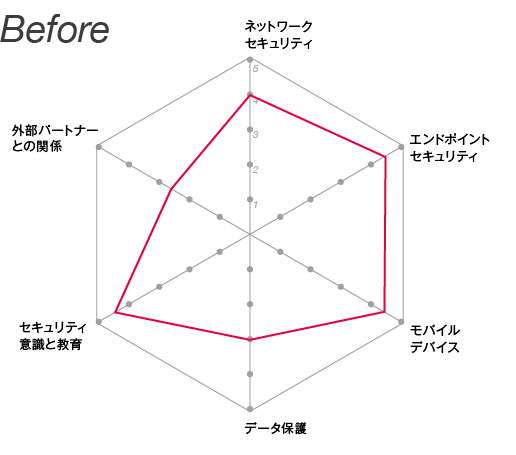 Before
ネットワーク
セキュリティ
5
4
3
2
1
外部パートナー
との関係
エンドポイント
セキュリティ
セキュリティ
意識と教育
モバイル
デバイス
データ保護